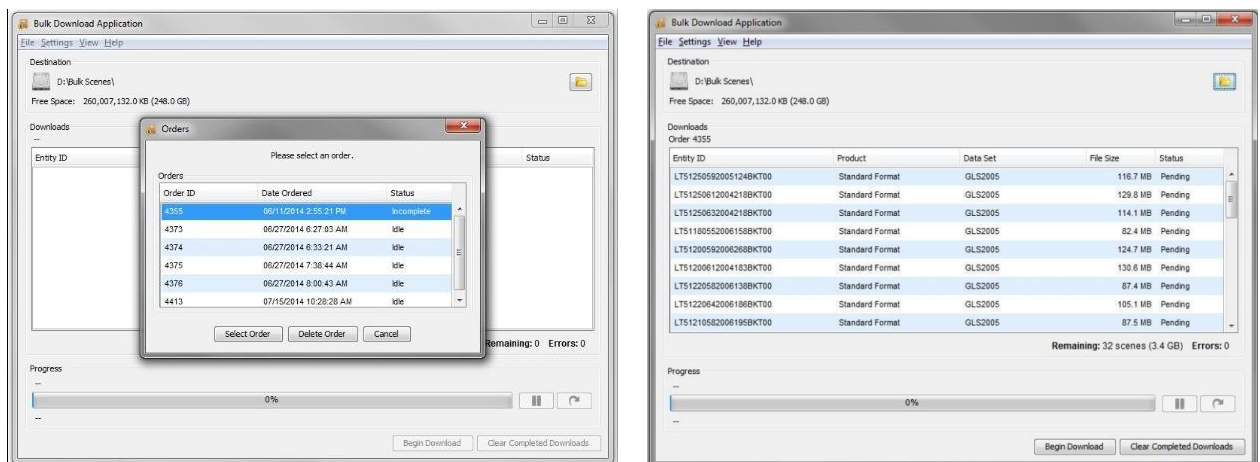 Bulk Download Application
File Settings View Help
Destination
D:\Bulk Scenes\
Free Space: 260,007,132.0 KB (248.0 GB)
Downloads
--
Entity ID
Status
Orders
Please select an order.
Orders
Order ID Date Ordered Status
4355 06/11/2014 2:55:21 PM Incomplete
4373 06/27/2014 6:27:03 AM Idle
4374 06/27/2014 6:33:21 AM Idle
4375 06/27/2014 7:38:44 AM Idle
4376 06/27/2014 8:00:43 AM Idle
4413 07/15/2014 10:28:28 AM Idle
Select Order Delete Order Cancel
Remaining: 0 Errors: 0
Progress
--
0%
--
Begin Download Clear Completed Downloads
Bulk Download Application
File Settings View Help
Destination
D:\Bulk Scenes\
Free Space: 260,007,132.0 KB (248.0 GB)
Downloads
Order 4355
Entity ID Product Data Set File Size Status
LT51250592005124BKT00 Standard Format GLS2005 116.7 MB Pending
LT51250612004218BKT00 Standard Format GLS2005 129.8 MB Pending
LT51250632004218BKT00 Standard Format GLS2005 114.1 MB Pending
LT51180552006158BKT00 Standard Format GLS2005 82.4 MB Pending
LT51200592006268BKT00 Standard Format GLS2005 124.7 MB Pending
LT51200612004183BKT00 Standard Format GLS2005 130.6 MB Pending
LT51220582006138BKT00 Standard Format GLS2005 87.4 MB Pending
LT51220642006186BKT00 Standard Format GLS2005 105.1 MB Pending
LT51210582006195BKT00 Standard Format GLS2005 87.5 MB Pending
Remaining: 32 scenes (3.4 GB) Errors: 0
Progress
--
0%
--
Begin Download Clear Completed Downloads